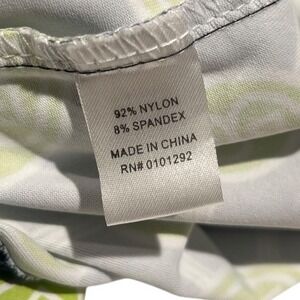 92% NYLON
8% SPANDEX
MADE IN CHINA
RN# 0101292